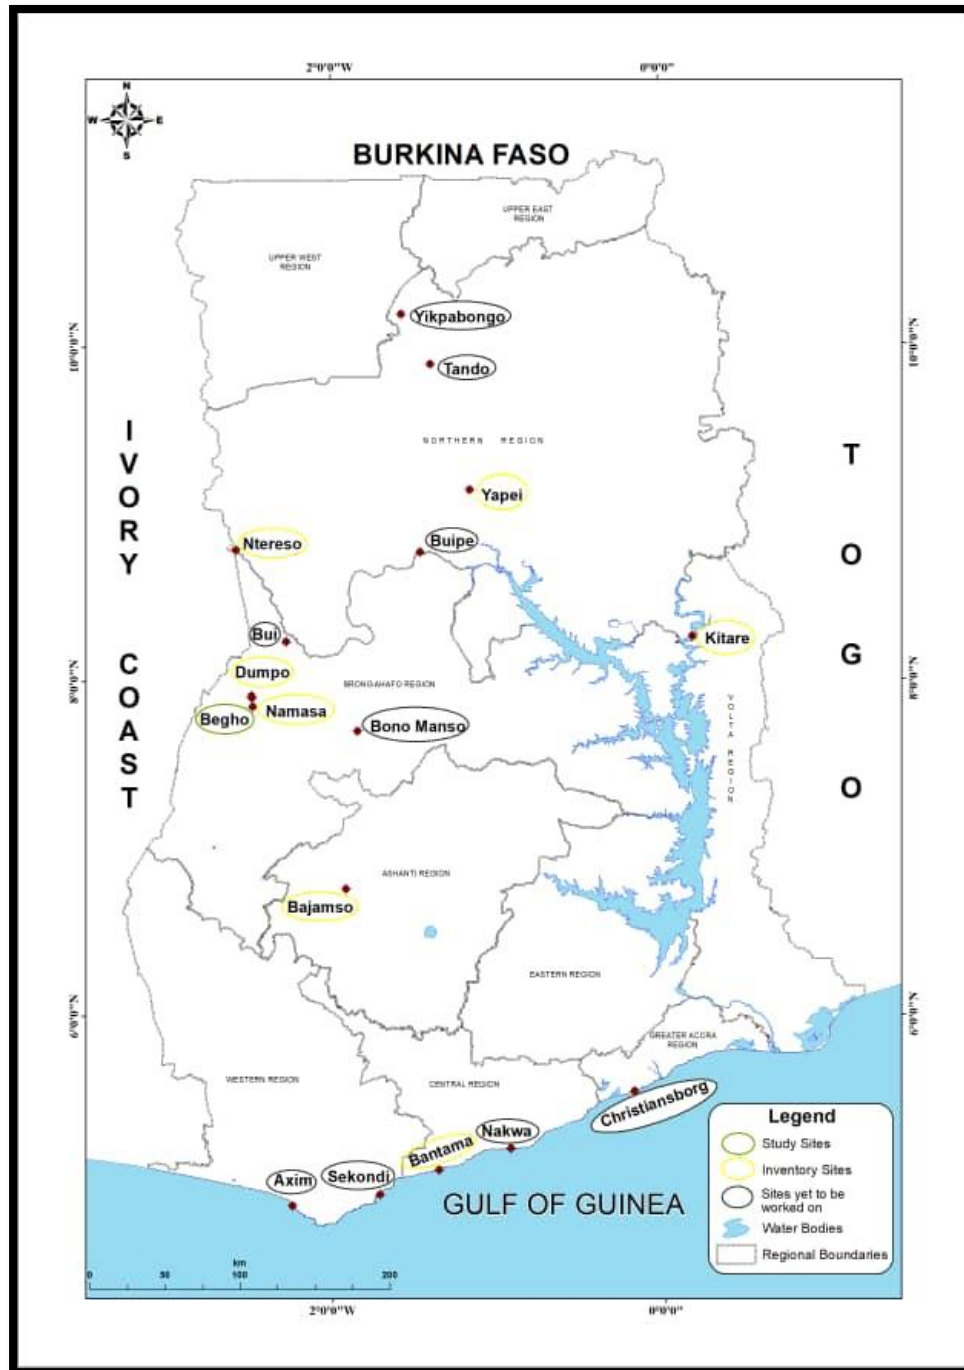 2°0'0"W 0°0'0"
N
W E
S
BURKINA FASO
UPPER EAST
REGION
UPPER WEST
REGION
Yikpabongo
10°0'0"N 10°0'0"N
Tando
IVORY COAST
TOGO
NORTHERN REGION
Yapei
Ntereso
Buipe
Bui
Kitare
Dumpo
8°0'0"N 8°0'0"N
BRONGAHAFO REGION
Namasa
Begho
Bono Manso
VOLTA REGION
ASHANTI REGION
Bajamso
EASTERN REGION
6°0'0"N 6°0'0"N
GREATER ACCRA
REGION
WESTERN REGION
CENTRAL REGION
Christiansborg
Nakwa
Bantama
Sekondi
Axim
GULF OF GUINEA
Legend
Study Sites
Inventory Sites
Sites yet to be
worked on
Water Bodies
Regional Boundaries
km
0 50 100 200
2°0'0"W 0°0'0"